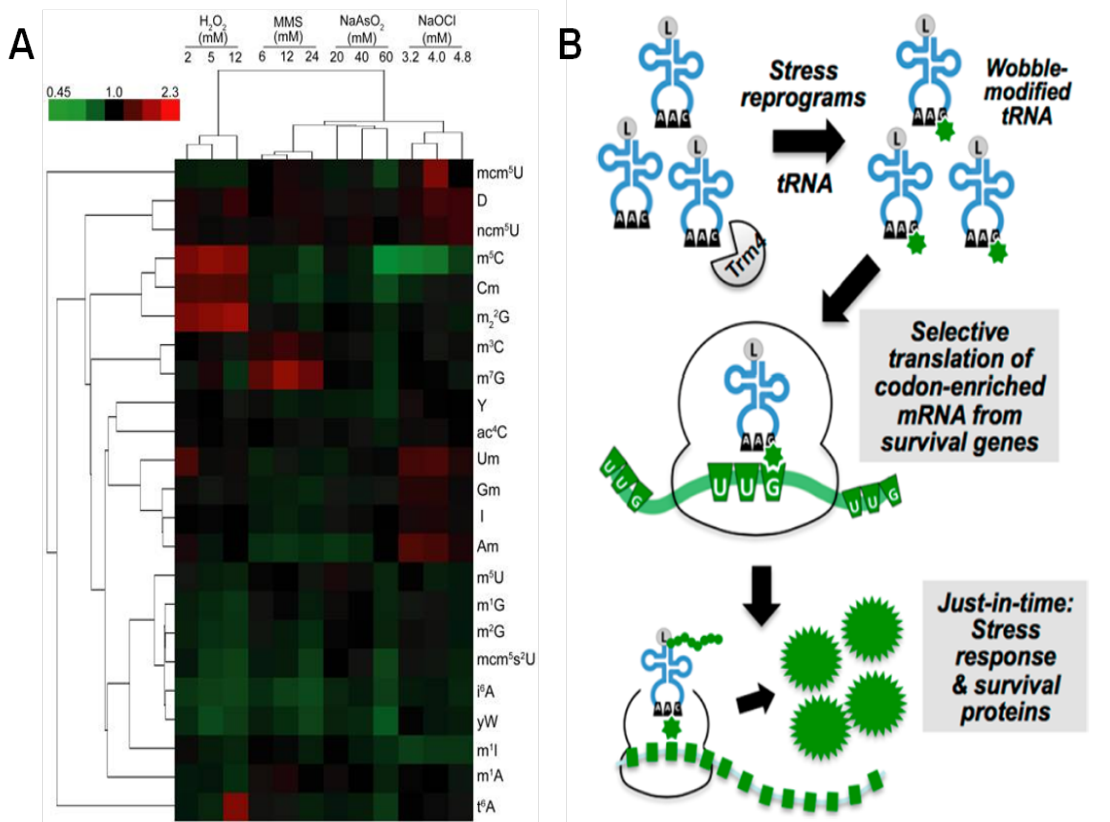 A
H₂O₂ MMS NaAsO₂ NaOCl
(mM) (mM) (mM) (mM)
2 5 12 6 12 24 20 40 60 3.2 4.0 4.8
0.45 1.0 2.3
mcm⁵U
D
ncm⁵U
m⁵C
Cm
m₂²G
m³C
m⁷G
Y
ac⁴C
Um
Gm
I
Am
m⁵U
m¹G
m²G
mcm⁵s²U
i⁶A
yW
m¹I
m¹A
t⁶A
B
L
A A C
L
A A C
L
A A C
Trm4
Stress
reprograms
tRNA
Wobble-
modified
tRNA
L
A A C
L
A A C
L
A A C
Selective
translation of
codon-enriched
mRNA from
survival genes
L
A A C
U U G
U U G
U U G
Just-in-time:
Stress
response
& survival
proteins
L
A A C